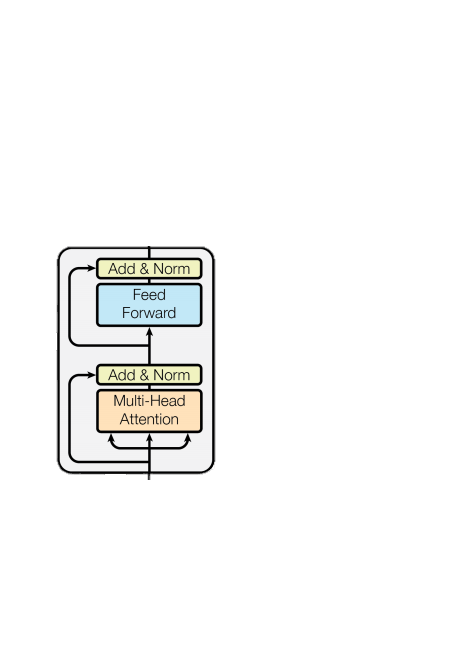 Add & Norm
Feed
Forward
Add & Norm
Multi-Head
Attention